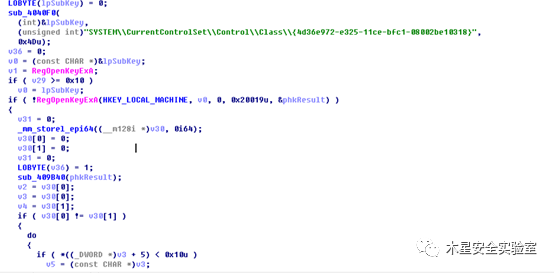 LOBYTE(lpSubKey) = 0;
sub_4040F0(
(int)&lpSubKey,
(unsigned int)"SYSTEM\\CurrentControlSet\\Control\\Class\\{4d36e972-e325-11ce-bfc1-08002be10318}",
0x4Du);
v36 = 0;
v0 = (const CHAR *)&lpSubKey;
v1 = RegOpenKeyExA;
if ( v29 >= 0x10 )
v0 = lpSubKey;
if ( !RegOpenKeyExA(HKEY_LOCAL_MACHINE, v0, 0, 0x20019u, &phkResult) )
{
v31 = 0;
_mm_storel_epi64((__m128i *)v30, 0i64);
v30[0] = 0;
v30[1] = 0;
v31 = 0;
LOBYTE(v36) = 1;
sub_409B40(phkResult);
v2 = v30[0];
v3 = v30[0];
v4 = v30[1];
if ( v30[0] != v30[1] )
{
do
{
if ( *((_DWORD *)v3 + 5) < 0x10u )
v5 = (const CHAR *)v3;
木星安全实验室